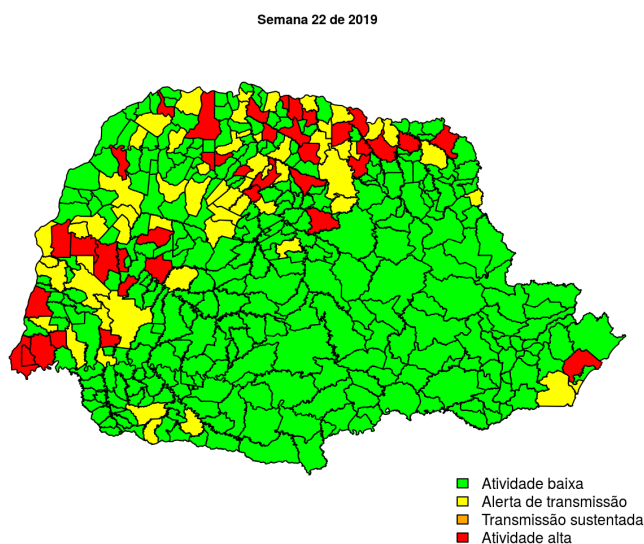 Semana 22 de 2019
Atividade baixa
Alerta de transmissão
Transmissão sustentada
Atividade alta